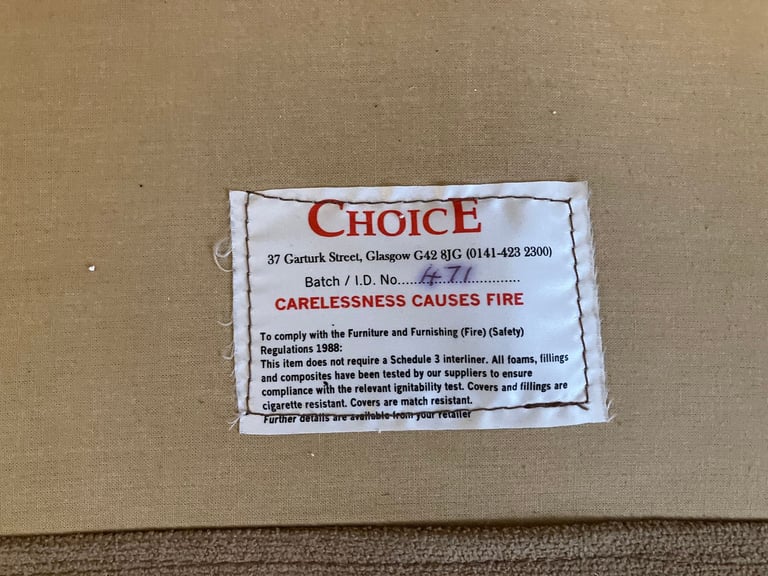 CHOICE
37 Garturk Street, Glasgow G42 8JG (0141-423 2300)
Batch / I.D. No....471....................
CARELESSNESS CAUSES FIRE
To comply with the Furniture and Furnishing (Fire) (Safety)
Regulations 1988:
This item does not require a Schedule 3 interliner. All foams, fillings
and composites have been tested by our suppliers to ensure
compliance with the relevant ignitability test. Covers and fillings are
cigarette resistant. Covers are match resistant.
Further details are available from your retailer